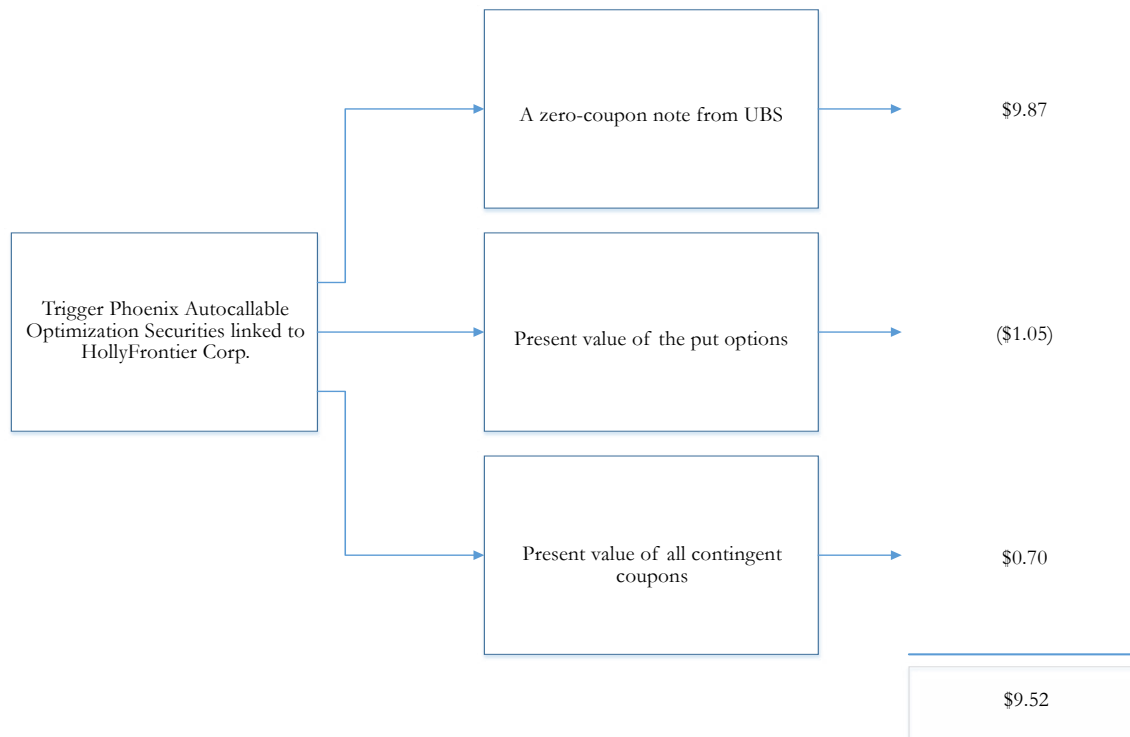 A zero-coupon note from UBS
$9.87
Trigger Phoenix Autocallable
Optimization Securities linked to
HollyFrontier Corp.
Present value of the put options
($1.05)
Present value of all contingent
coupons
$0.70
$9.52